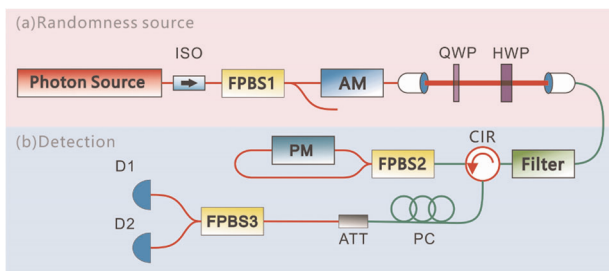 (a)Randomness source
ISO
QWP HWP
Photon Source
FPBS1
AM
(b)Detection
CIR
D1
PM
FPBS2
Filter
D2
FPBS3
ATT
PC